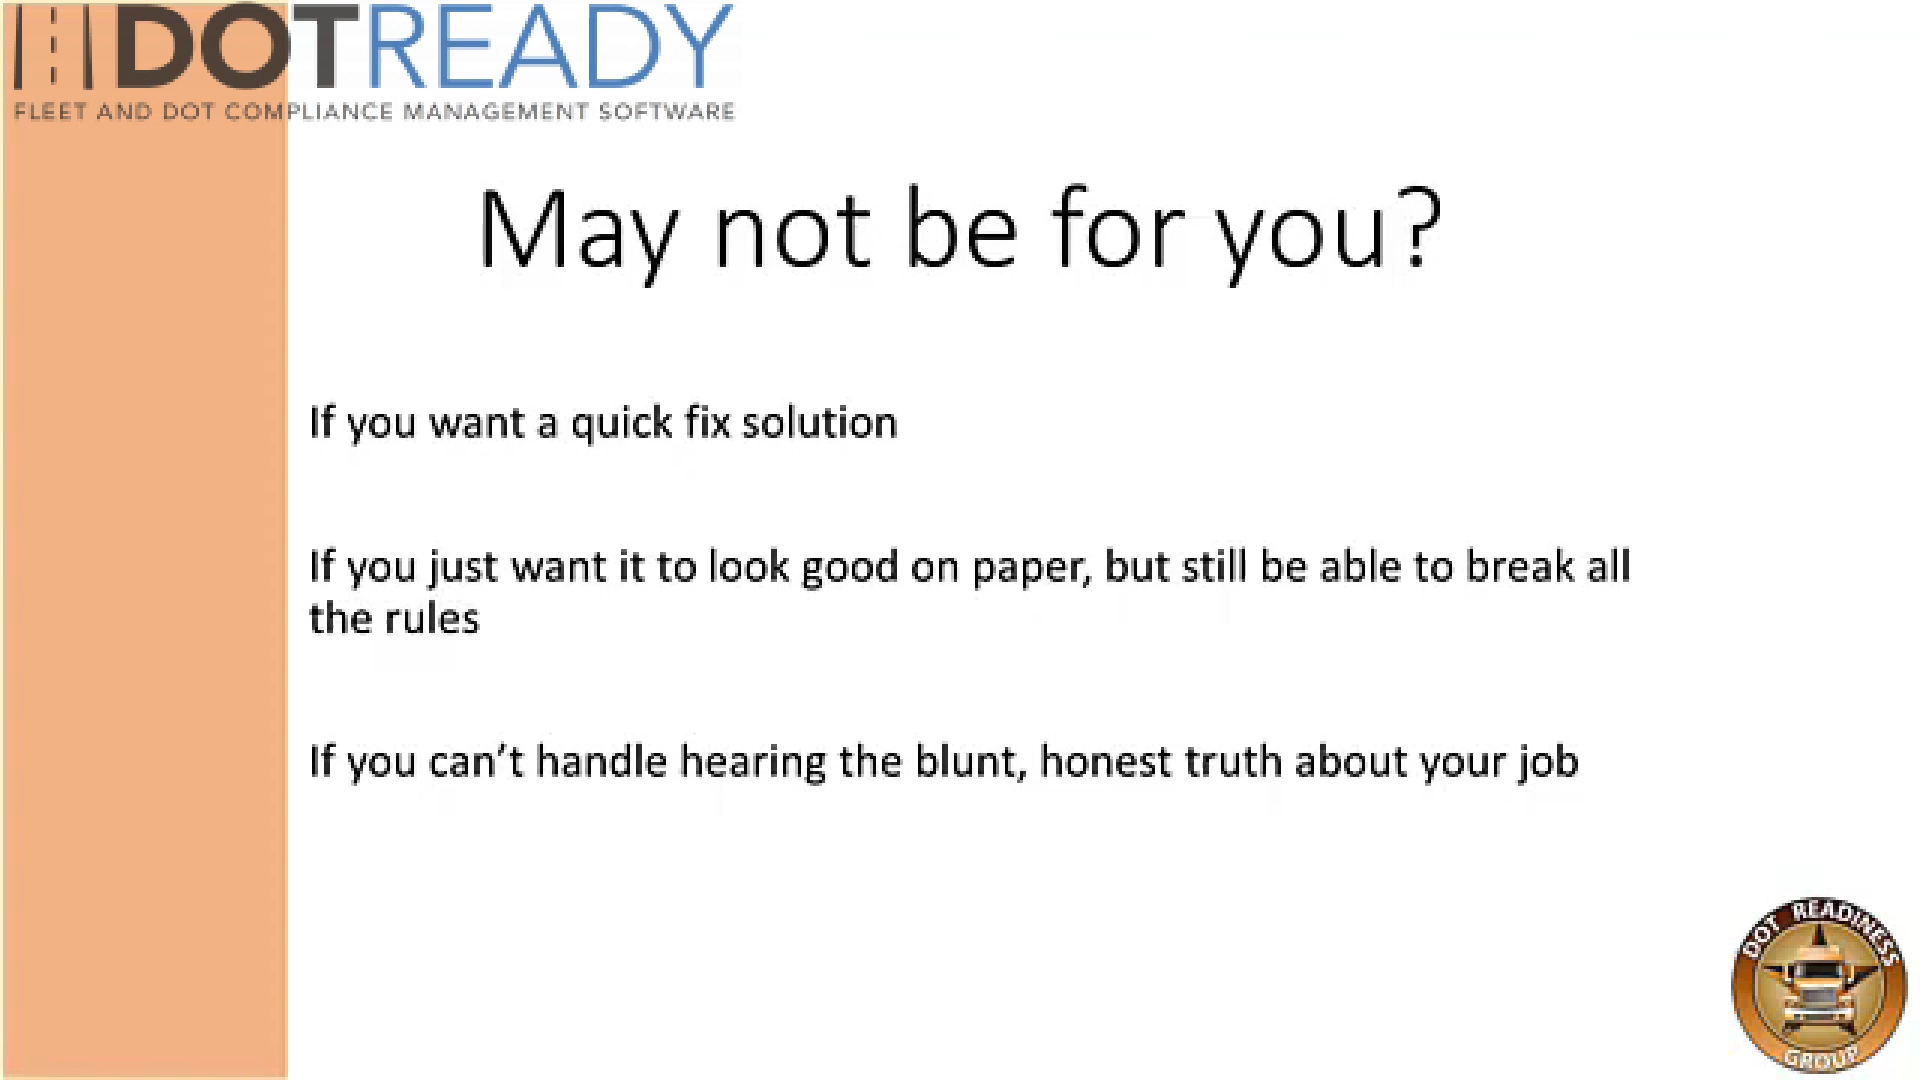 DOTREADY
FLEET AND DOT COMPLIANCE MANAGEMENT SOFTWARE
May not be for you?
If you want a quick fix solution
If you just want it to look good on paper, but still be able to break all
the rules
If you can’t handle hearing the blunt, honest truth about your job
DOT READINESS
GROUP